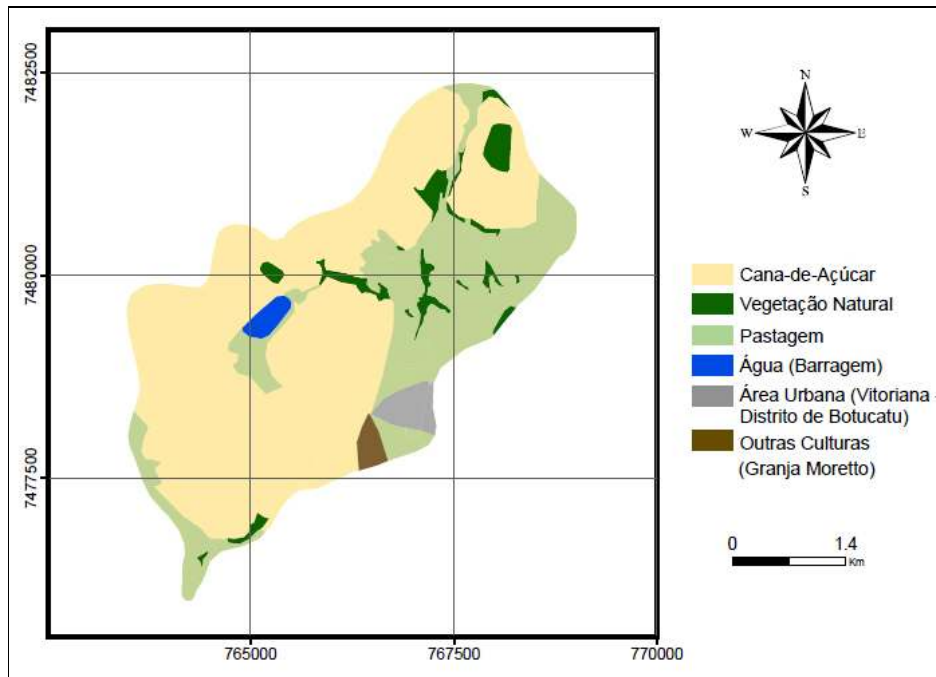 7482500
7480000
7477500
765000
767500
770000
N
W
E
S
Cana-de-Açúcar
Vegetação Natural
Pastagem
Água (Barragem)
Área Urbana (Vitoriana -
Distrito de Botucatu)
Outras Culturas
(Granja Moretto)
0 1.4
Km